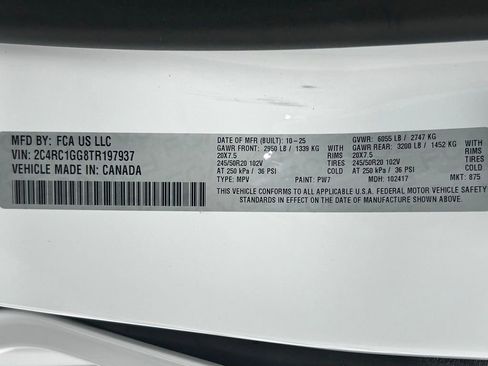 MFD BY: FCA US LLC
VIN: 2C4RC1GG8TR197937
VEHICLE MADE IN: CANADA
DATE OF MFR (BUILT): 10-25 GVWR: 6055 LB / 2747 KG
GAWR FRONT: 2950 LB / 1339 KG WITH GAWR REAR: 3200 LB / 1452 KG WITH
20X7.5 RIMS 20X7.5 RIMS
245/50R20 102V TIRES 245/50R20 102V TIRES
AT 250 kPa / 36 PSI COLD AT 250 kPa / 36 PSI COLD
TYPE: MPV PAINT: PW7 MDH: 102417 MKT: 875
THIS VEHICLE CONFORMS TO ALL APPLICABLE U.S.A. FEDERAL MOTOR VEHICLE SAFETY
STANDARDS IN EFFECT ON THE DATE OF MANUFACTURE SHOWN ABOVE.